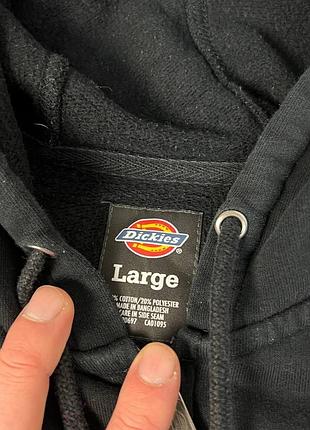 Dickies
Large
% COTTON/20% POLYESTER
MADE IN BANGLADESH
CARE IN SIDE SEAM
CA01095